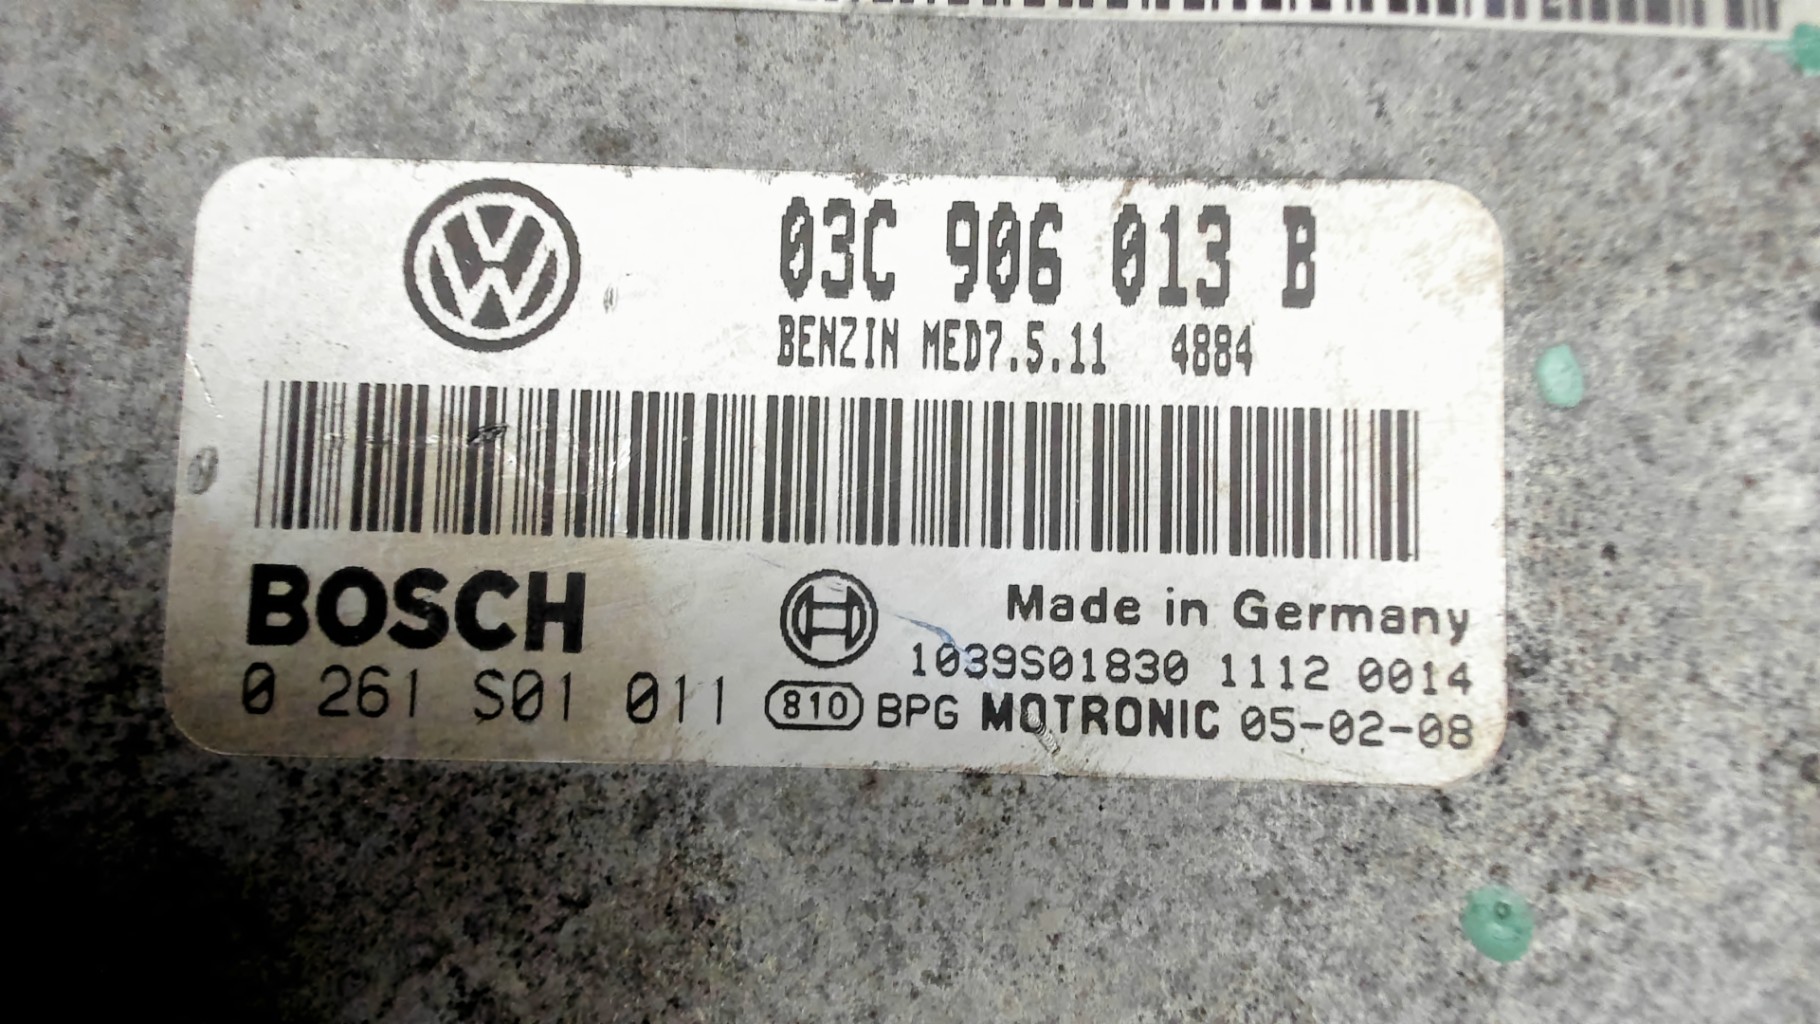 03C 906 013 B
BENZIN MED7.5.11 4884
BOSCH
Made in Germany
1039S01830 1112 0014
0 261 S01 011 810 BPG MOTRONIC 05-02-08